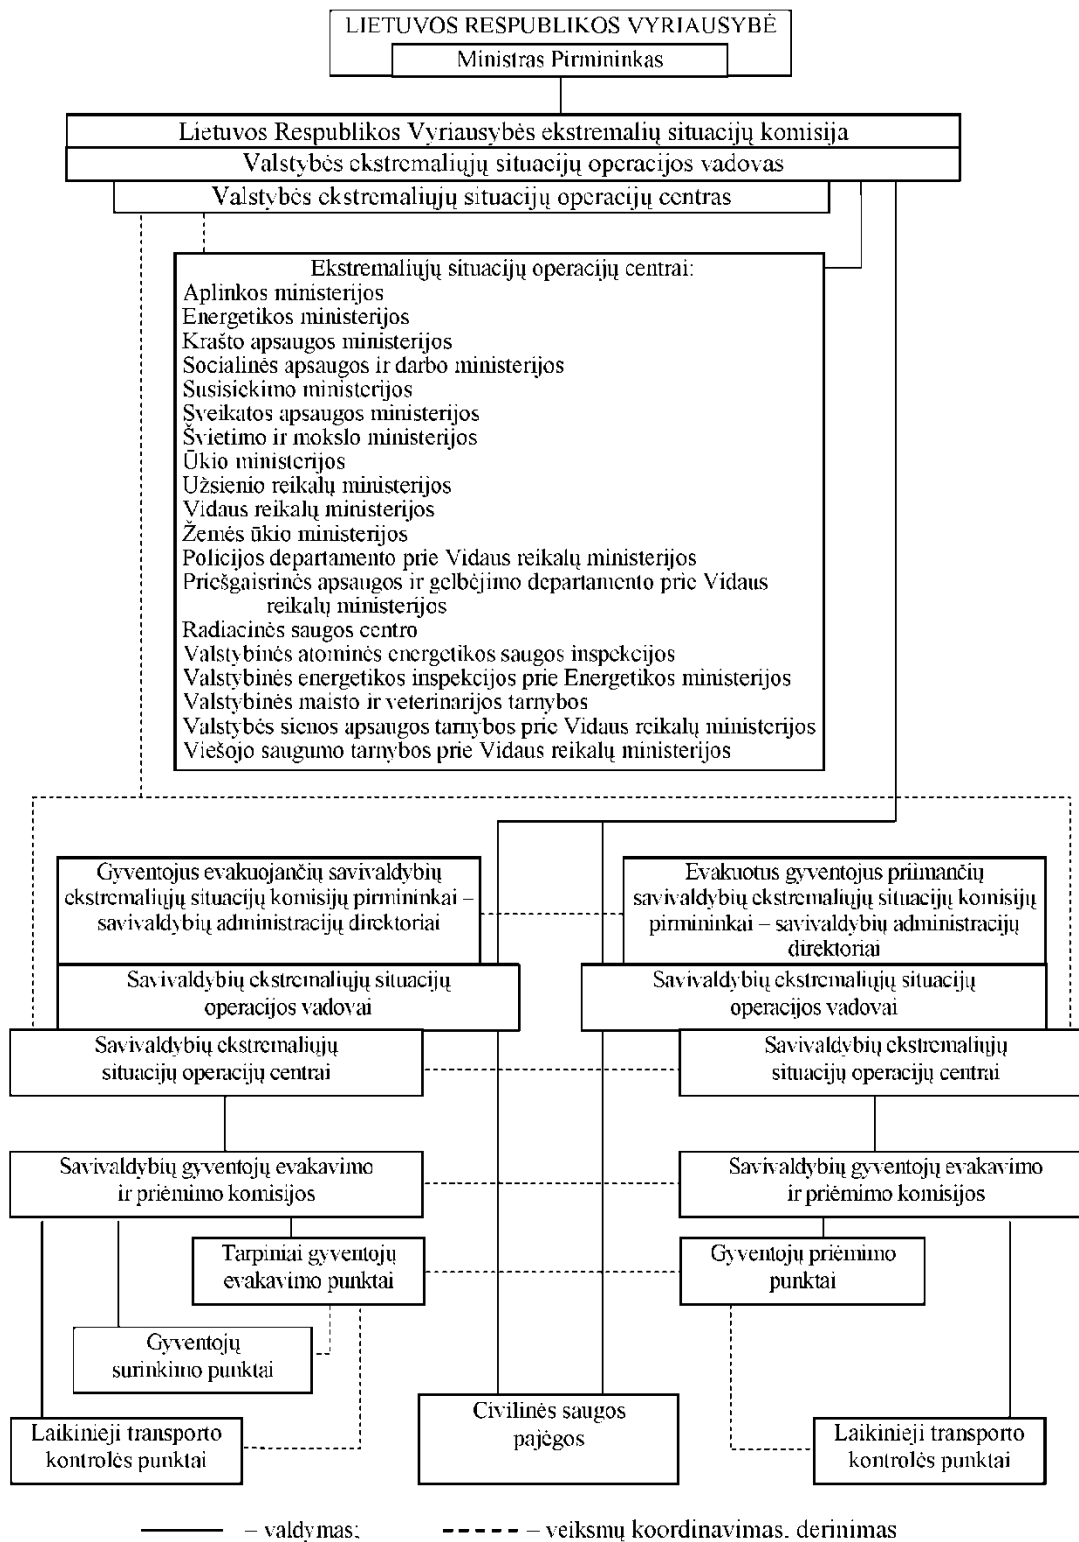 LIETUVOS RESPUBLIKOS VYRIAUSYBĖ
Ministras Pirmininkas
Lietuvos Respublikos Vyriausybės ekstremalių situacijų komisija
Valstybės ekstremaliųjų situacijų operacijos vadovas
Valstybės ekstremaliųjų situacijų operacijų centras
Ekstremaliųjų situacijų operacijų centrai:
Aplinkos ministerijos
Energetikos ministerijos
Krašto apsaugos ministerijos
Socialinės apsaugos ir darbo ministerijos
Susisiekimo ministerijos
Sveikatos apsaugos ministerijos
Švietimo ir mokslo ministerijos
Ūkio ministerijos
Užsienio reikalų ministerijos
Vidaus reikalų ministerijos
Žemės ūkio ministerijos
Policijos departamento prie Vidaus reikalų ministerijos
Priešgaisrinės apsaugos ir gelbėjimo departamento prie Vidaus
reikalų ministerijos
Radiacinės saugos centro
Valstybinės atominės energetikos saugos inspekcijos
Valstybinės energetikos inspekcijos prie Energetikos ministerijos
Valstybinės maisto ir veterinarijos tarnybos
Valstybės sienos apsaugos tarnybos prie Vidaus reikalų ministerijos
Viešojo saugumo tarnybos prie Vidaus reikalų ministerijos
Gyventojus evakuojančių savivaldybių
ekstremaliųjų situacijų komisijų pirmininkai –
savivaldybių administracijų direktoriai
Evakuotus gyventojus priimančių
savivaldybių ekstremaliųjų situacijų komisijų
pirmininkai – savivaldybių administracijų
direktoriai
Savivaldybių ekstremaliųjų situacijų
operacijos vadovai
Savivaldybių ekstremaliųjų situacijų
operacijos vadovai
Savivaldybių ekstremaliųjų
situacijų operacijų centrai
Savivaldybių ekstremaliųjų
situacijų operacijų centrai
Savivaldybių gyventojų evakavimo
ir priėmimo komisijos
Savivaldybių gyventojų evakavimo
ir priėmimo komisijos
Tarpiniai gyventojų
evakavimo punktai
Gyventojų priėmimo
punktai
Gyventojų
surinkimo punktai
Civilinės saugos
pajėgos
Laikinieji transporto
kontrolės punktai
Laikinieji transporto
kontrolės punktai
– valdymas;
– veiksmų koordinavimas, derinimas